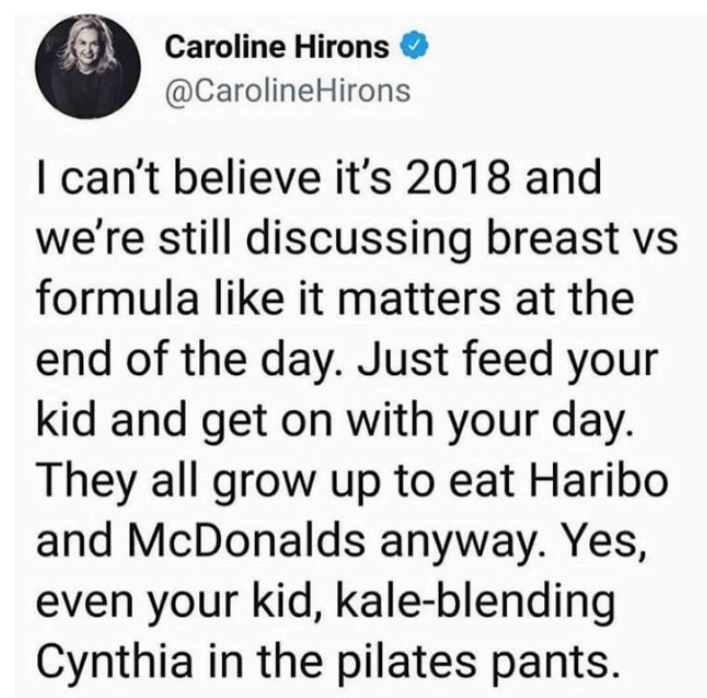 Caroline Hirons
@CarolineHirons
I can't believe it's 2018 and
we're still discussing breast vs
formula like it matters at the
end of the day. Just feed your
kid and get on with your day.
They all grow up to eat Haribo
and McDonalds anyway. Yes,
even your kid, kale-blending
Cynthia in the pilates pants.